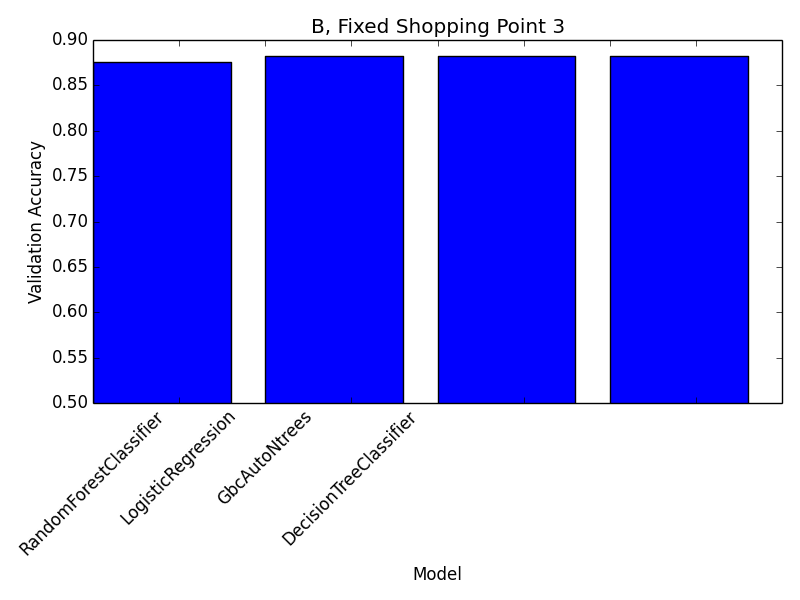 B, Fixed Shopping Point 3
0.90
0.85
0.80
0.75
0.70
0.65
0.60
0.55
0.50
Validation Accuracy
RandomForestClassifier
LogisticRegression
GbcAutoNtrees
DecisionTreeClassifier
Model